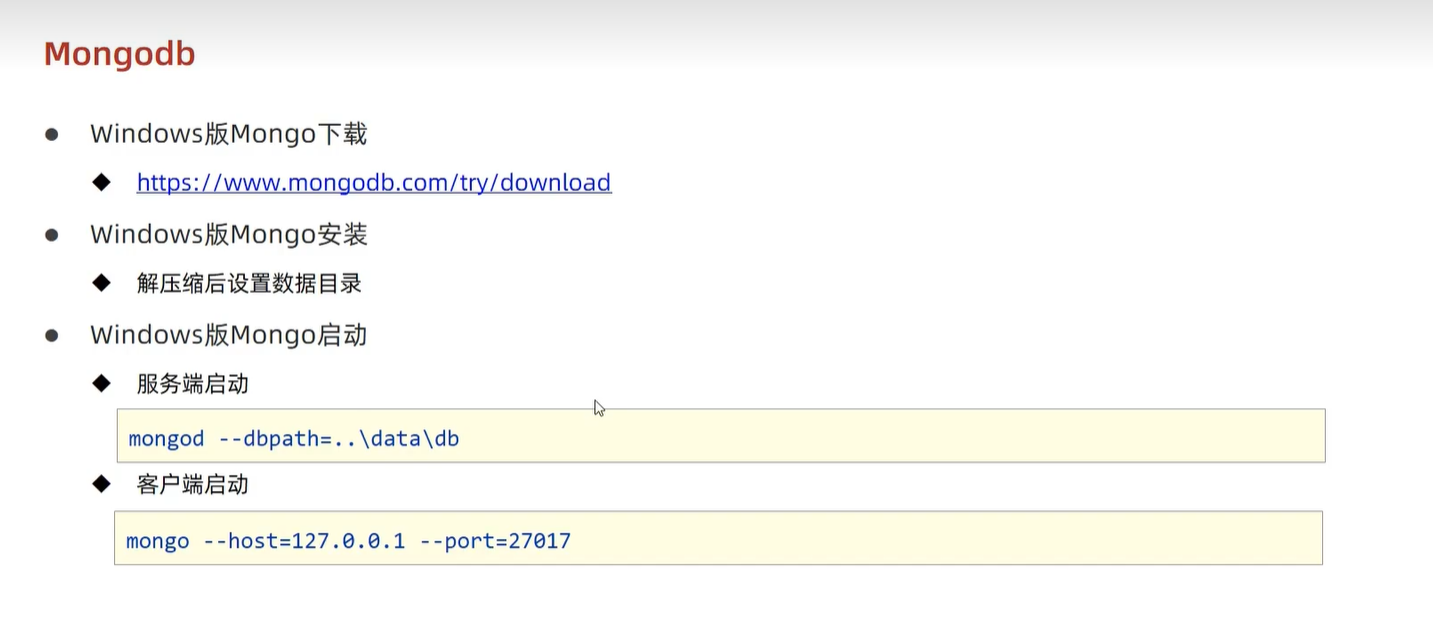 Mongodb
Windows版Mongo下载
https://www.mongodb.com/try/download
Windows版Mongo安装
解压缩后设置数据目录
Windows版Mongo启动
服务端启动
mongod --dbpath=..\data\db
客户端启动
mongo --host=127.0.0.1 --port=27017